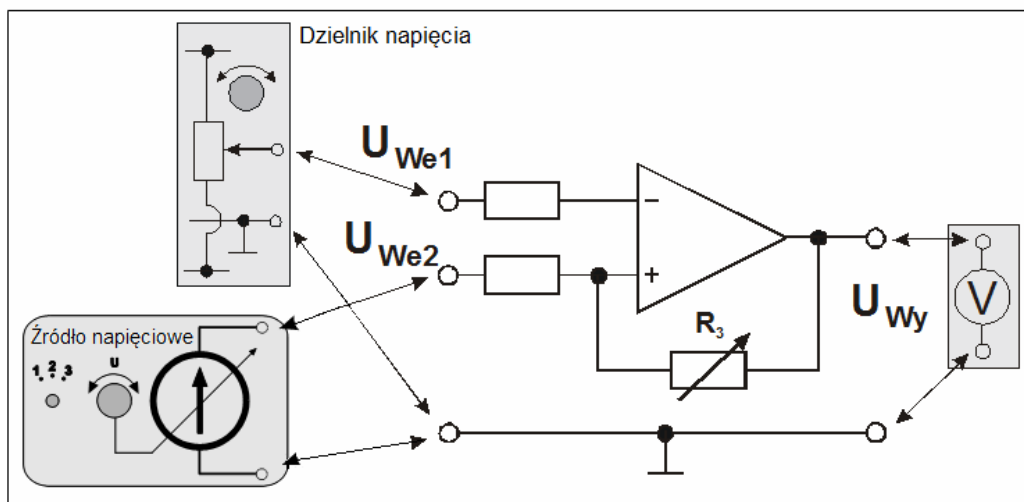 Dzielnik napięcia
U We1
U We2
−
+
R3
U Wy
V
Źródło napięciowe
1 2 3
U